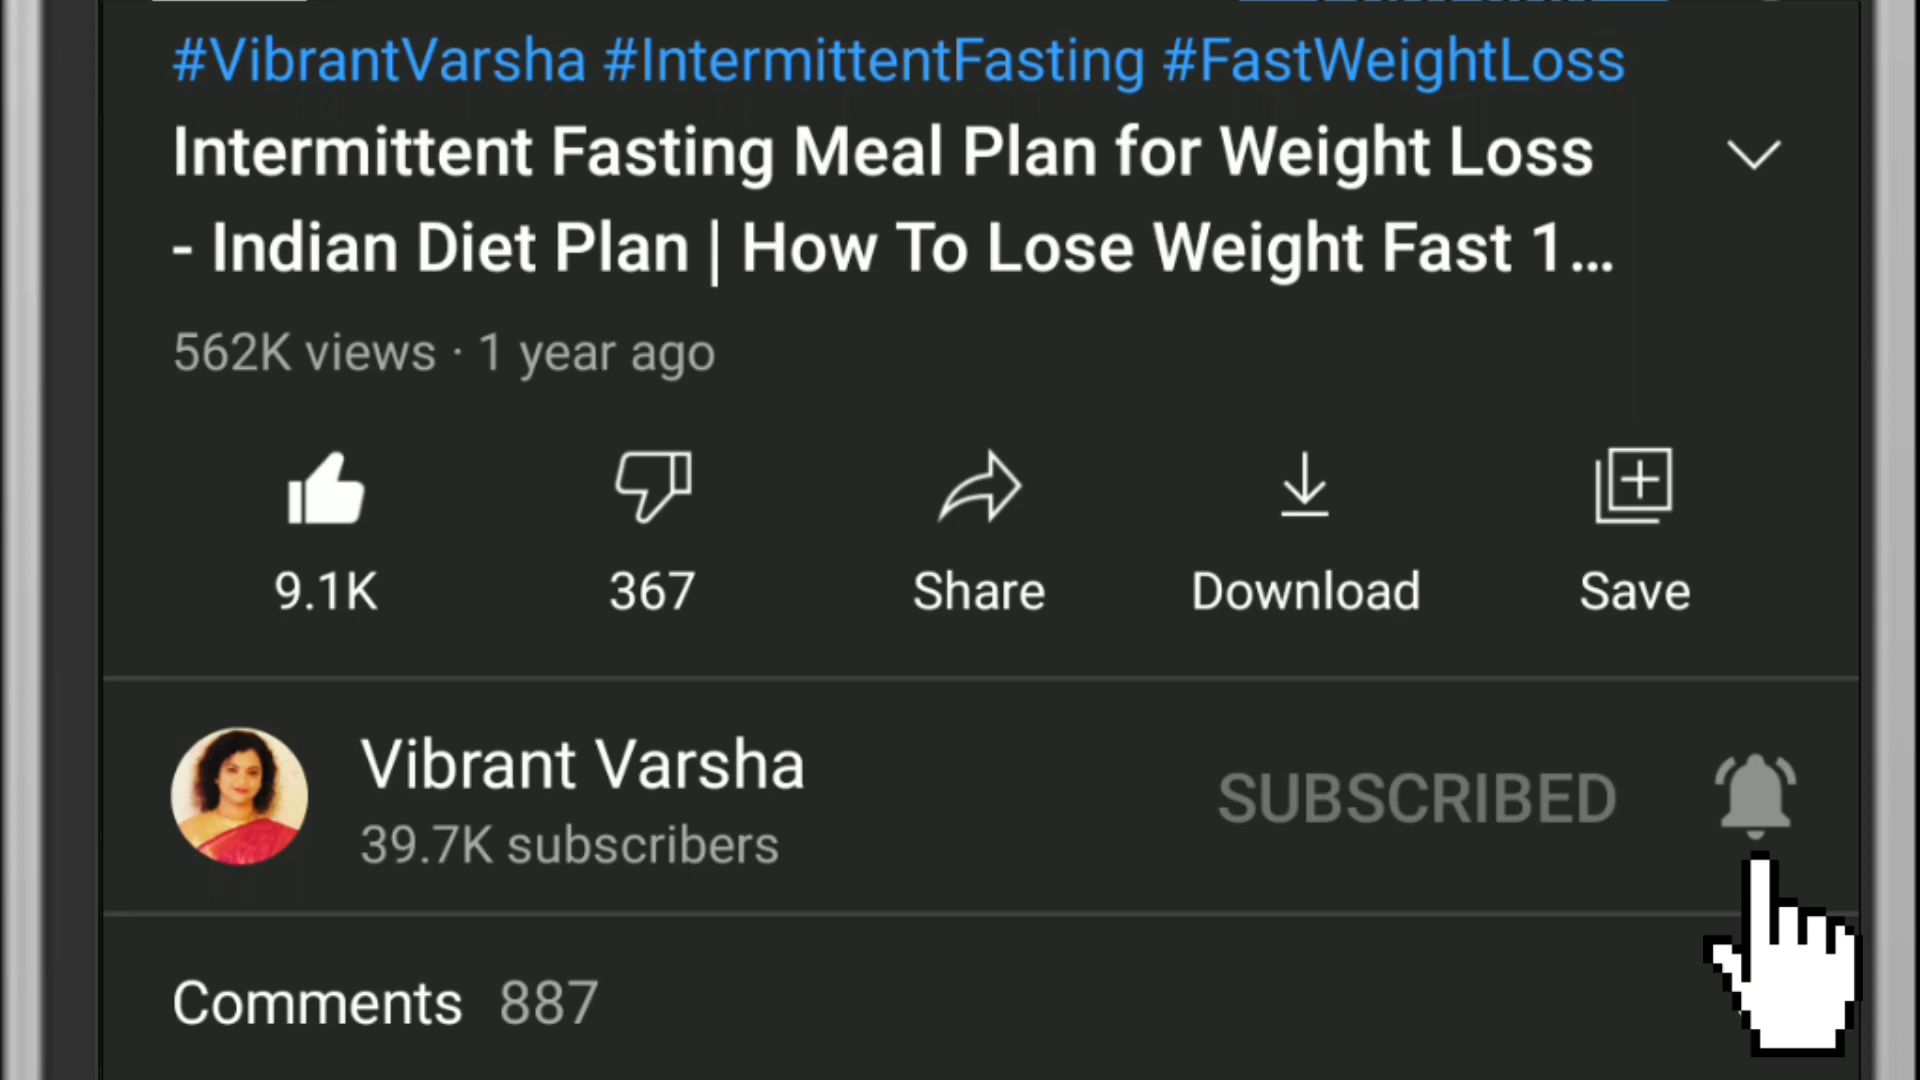 #VibrantVarsha #IntermittentFasting #FastWeightLoss
Intermittent Fasting Meal Plan for Weight Loss
- Indian Diet Plan | How To Lose Weight Fast 1...
562K views · 1 year ago
9.1K 367 Share Download Save
Vibrant Varsha
39.7K subscribers
SUBSCRIBED
Comments 887